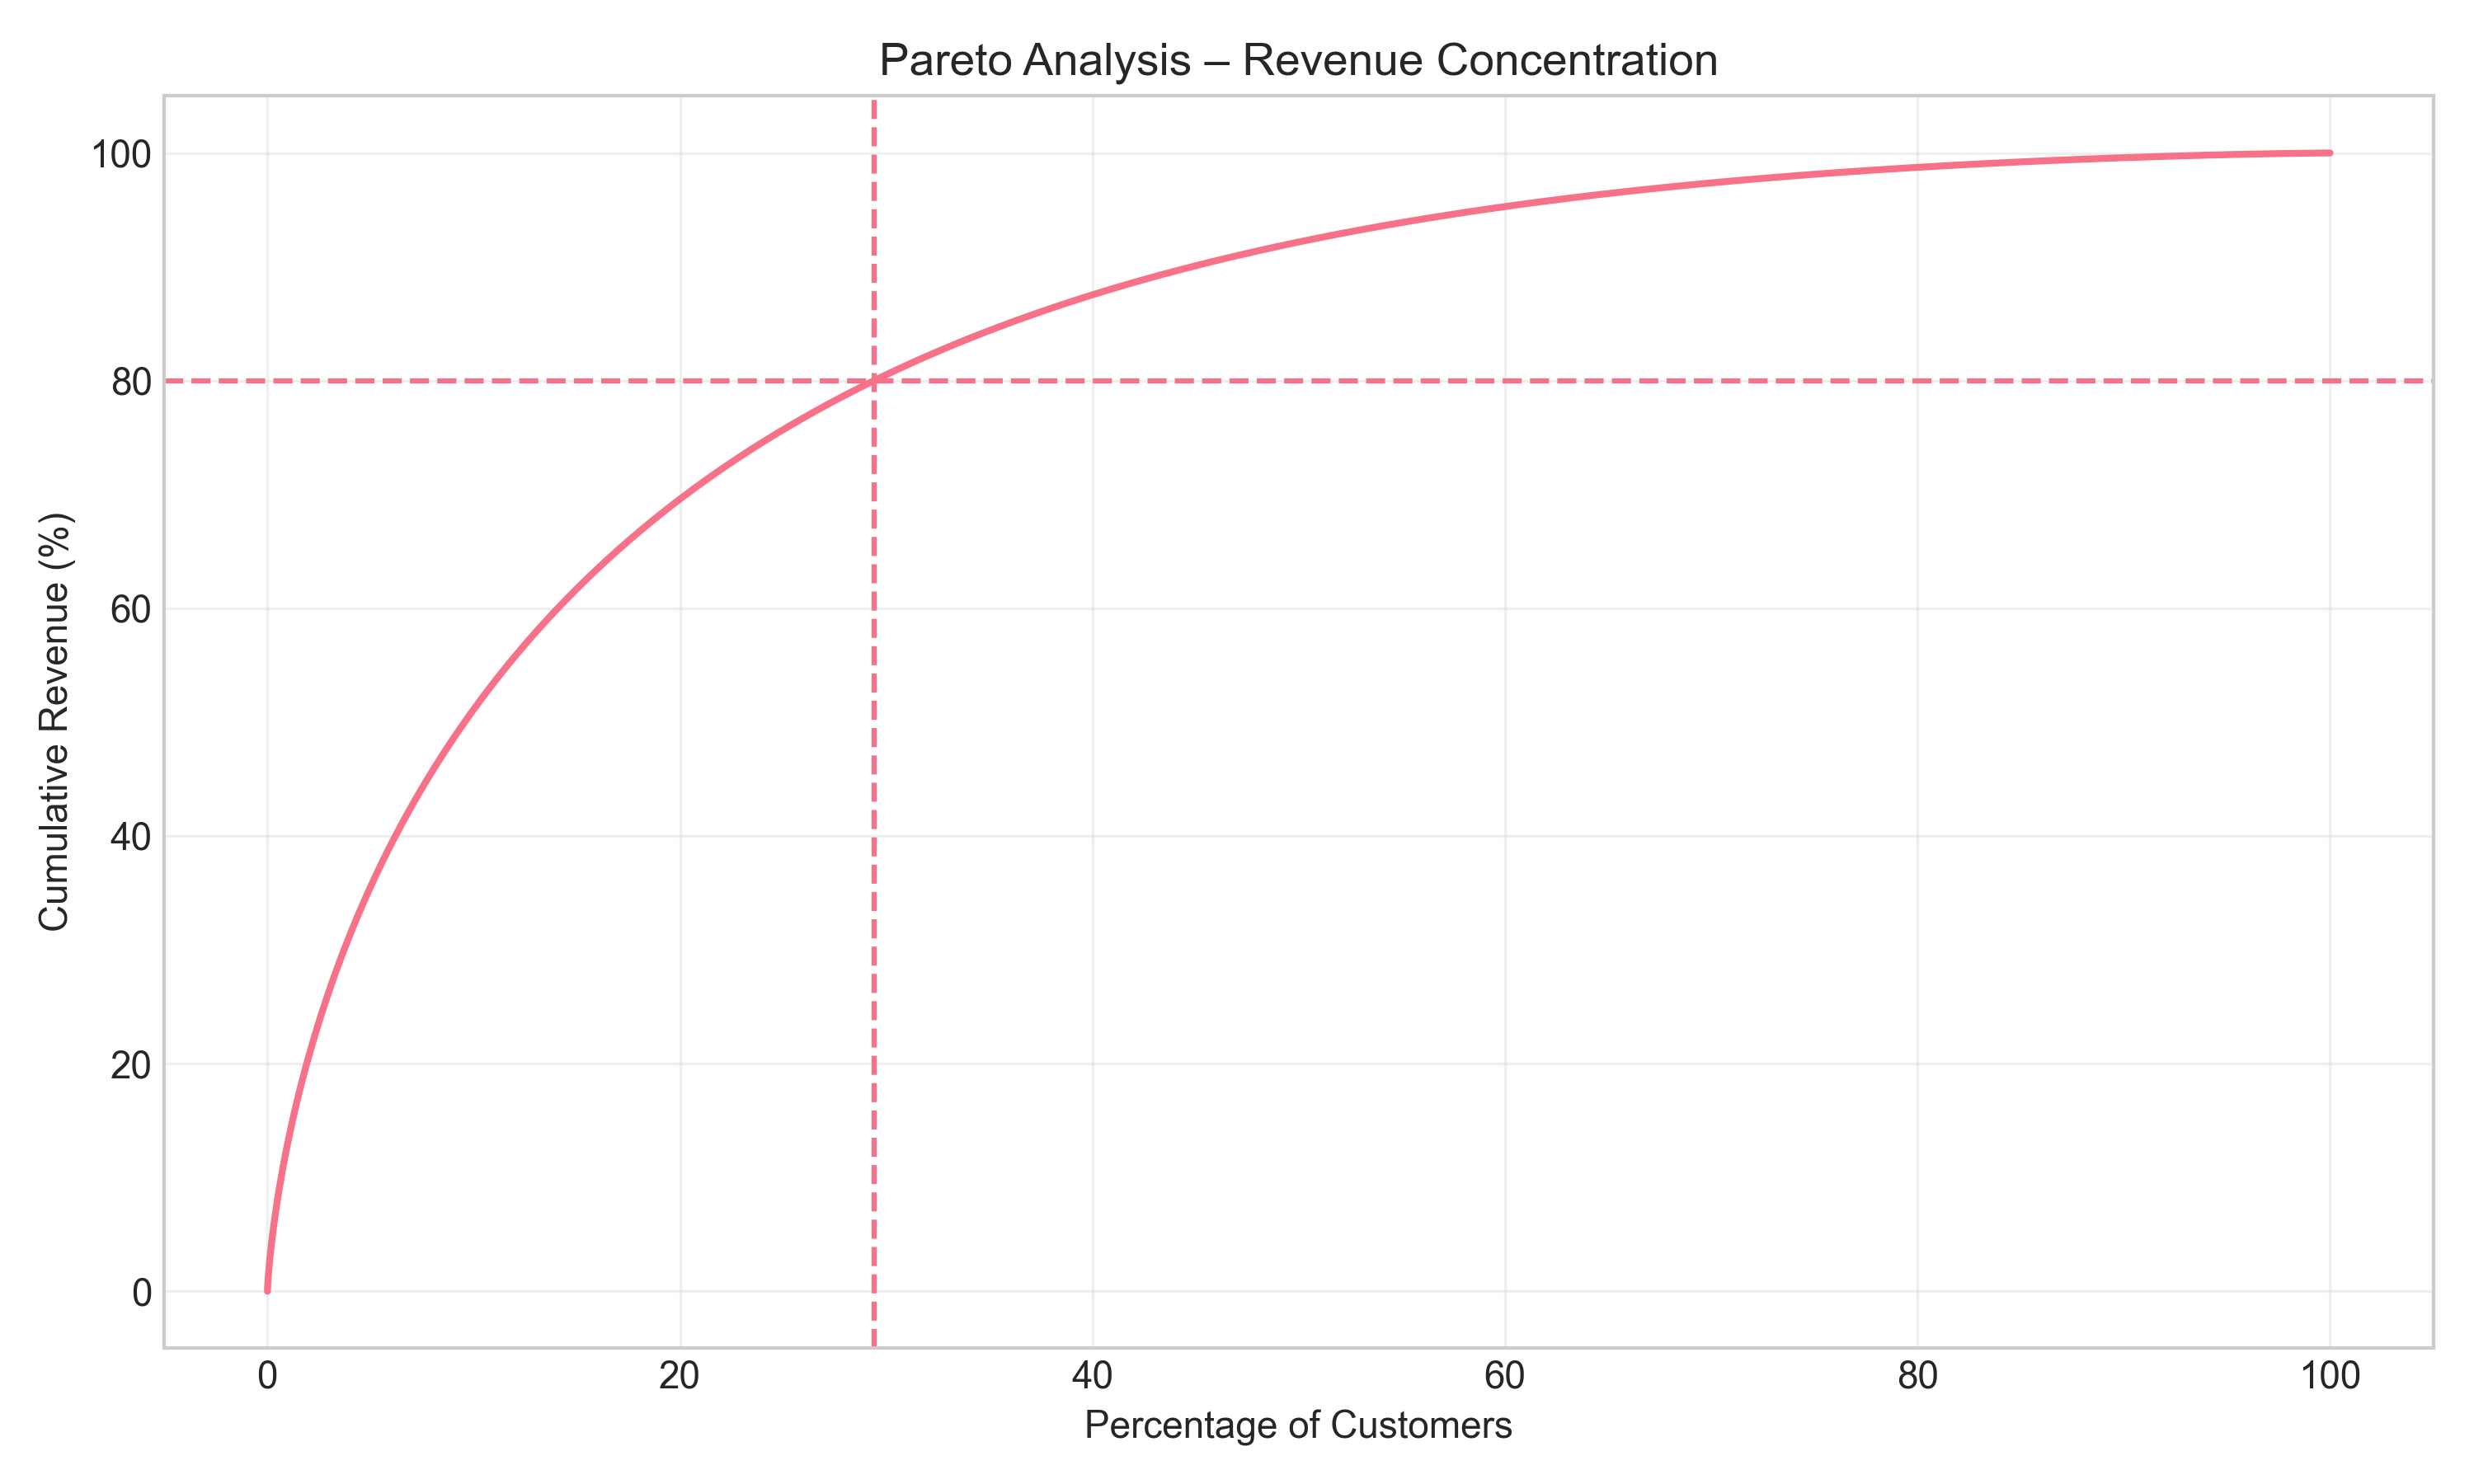 Pareto Analysis – Revenue Concentration
100
80
60
40
20
0
Cumulative Revenue (%)
0 20 40 60 80 100
Percentage of Customers